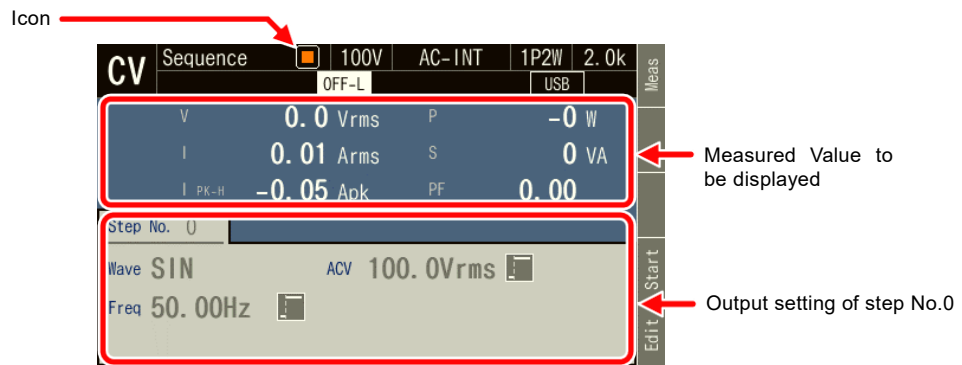 Icon
CV Sequence 100V AC-INT 1P2W 2.0k
OFF-L USB
Meas
V 0.0 Vrms P -0 W
I 0.01 Arms S 0 VA
I PK-H -0.05 Apk PF 0.00
Measured Value to
be displayed
Step No. 0
Wave SIN ACV 100.0Vrms
Freq 50.00Hz
Start
Edit
Output setting of step No.0